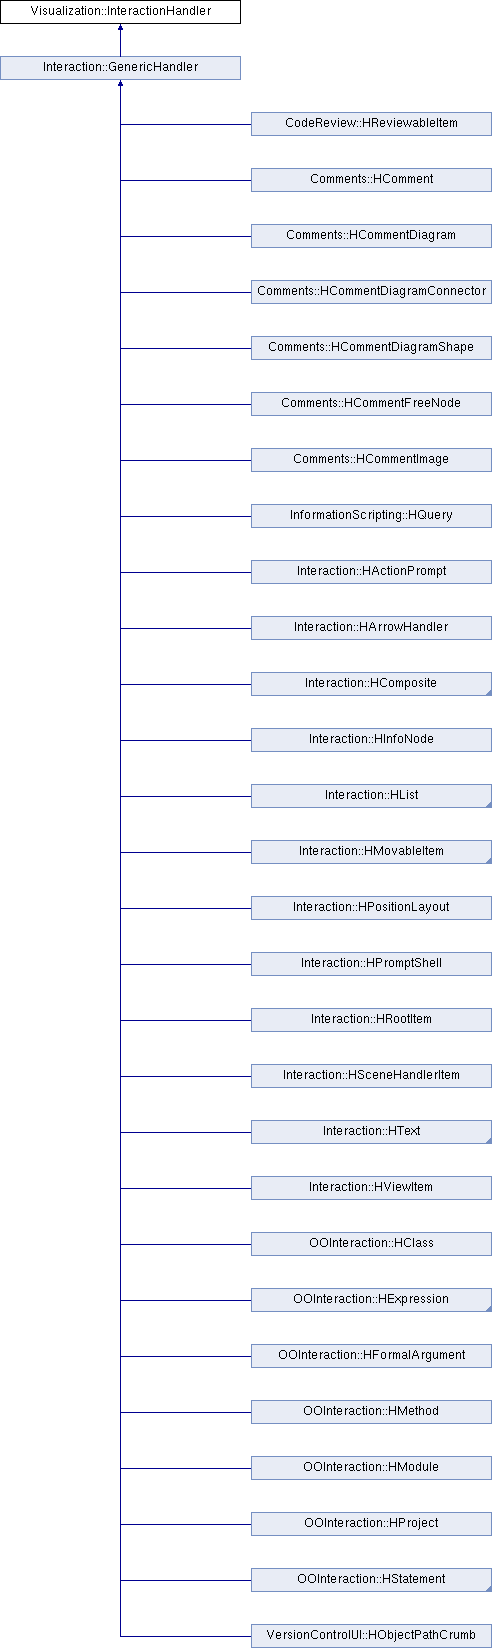 Visualization::InteractionHandler
Interaction::GenericHandler
CodeReview::HReviewableItem
Comments::HComment
Comments::HCommentDiagram
Comments::HCommentDiagramConnector
Comments::HCommentDiagramShape
Comments::HCommentFreeNode
Comments::HCommentImage
InformationScripting::HQuery
Interaction::HActionPrompt
Interaction::HArrowHandler
Interaction::HComposite
Interaction::HInfoNode
Interaction::HList
Interaction::HMovableItem
Interaction::HPositionLayout
Interaction::HPromptShell
Interaction::HRootItem
Interaction::HSceneHandlerItem
Interaction::HText
Interaction::HViewItem
OOInteraction::HClass
OOInteraction::HExpression
OOInteraction::HFormalArgument
OOInteraction::HMethod
OOInteraction::HModule
OOInteraction::HProject
OOInteraction::HStatement
VersionControlUI::HObjectPathCrumb